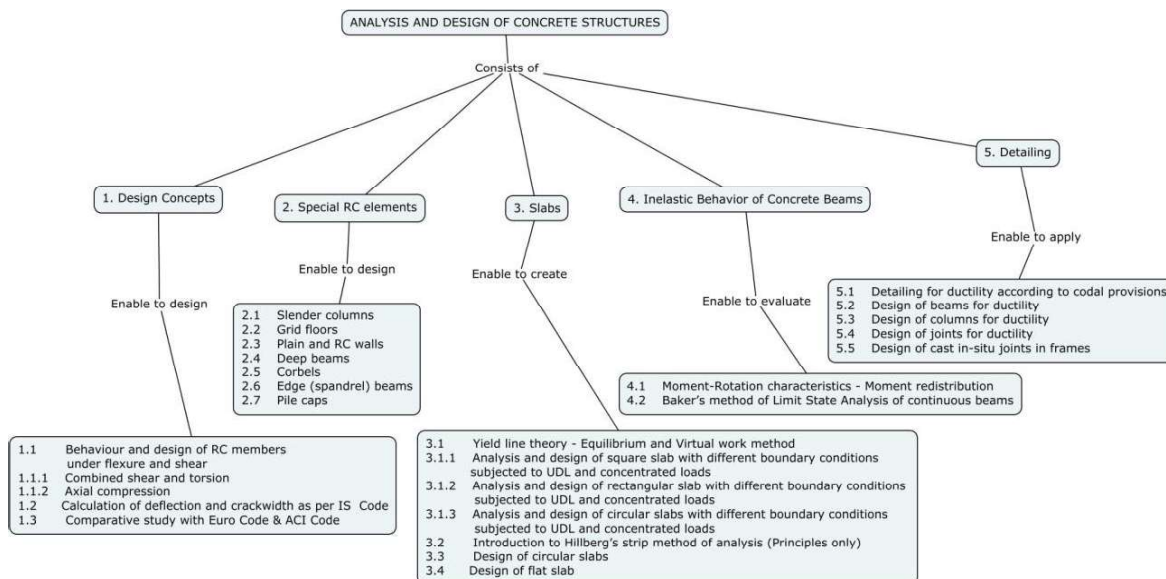 ANALYSIS AND DESIGN OF CONCRETE STRUCTURES
Consists of
1. Design Concepts
Enable to design
1.1 Behaviour and design of RC members
under flexure and shear
1.1.1 Combined shear and torsion
1.1.2 Axial compression
1.2 Calculation of deflection and crackwidth as per IS Code
1.3 Comparative study with Euro Code & ACI Code
2. Special RC elements
Enable to design
2.1 Slender columns
2.2 Grid floors
2.3 Plain and RC walls
2.4 Deep beams
2.5 Corbels
2.6 Edge (spandrel) beams
2.7 Pile caps
3. Slabs
Enable to create
3.1 Yield line theory - Equilibrium and Virtual work method
3.1.1 Analysis and design of square slab with different boundary conditions
subjected to UDL and concentrated loads
3.1.2 Analysis and design of rectangular slab with different boundary conditions
subjected to UDL and concentrated loads
3.1.3 Analysis and design of circular slabs with different boundary conditions
subjected to UDL and concentrated loads
3.2 Introduction to Hillberg's strip method of analysis (Principles only)
3.3 Design of circular slabs
3.4 Design of flat slab
4. Inelastic Behavior of Concrete Beams
Enable to evaluate
4.1 Moment-Rotation characteristics - Moment redistribution
4.2 Baker's method of Limit State Analysis of continuous beams
5. Detailing
Enable to apply
5.1 Detailing for ductility according to codal provisions
5.2 Design of beams for ductility
5.3 Design of columns for ductility
5.4 Design of joints for ductility
5.5 Design of cast in-situ joints in frames